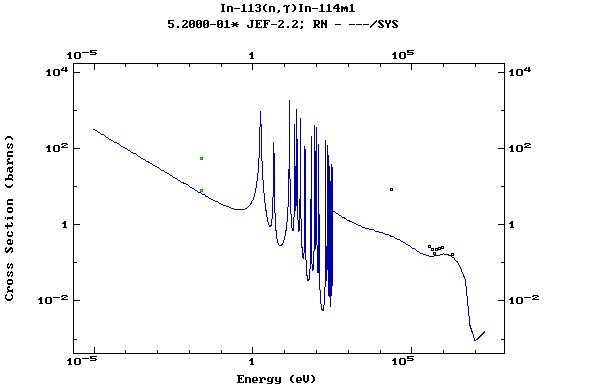 In-113(n,γ)In-114m1
5.2000-01* JEF-2.2; RN - ---/SYS
10-5 1 10 5
10 4 10 4
10 2 10 2
1 1
10-2 10-2
10-5 1 10 5
Cross Section (barns)
Energy (eV)